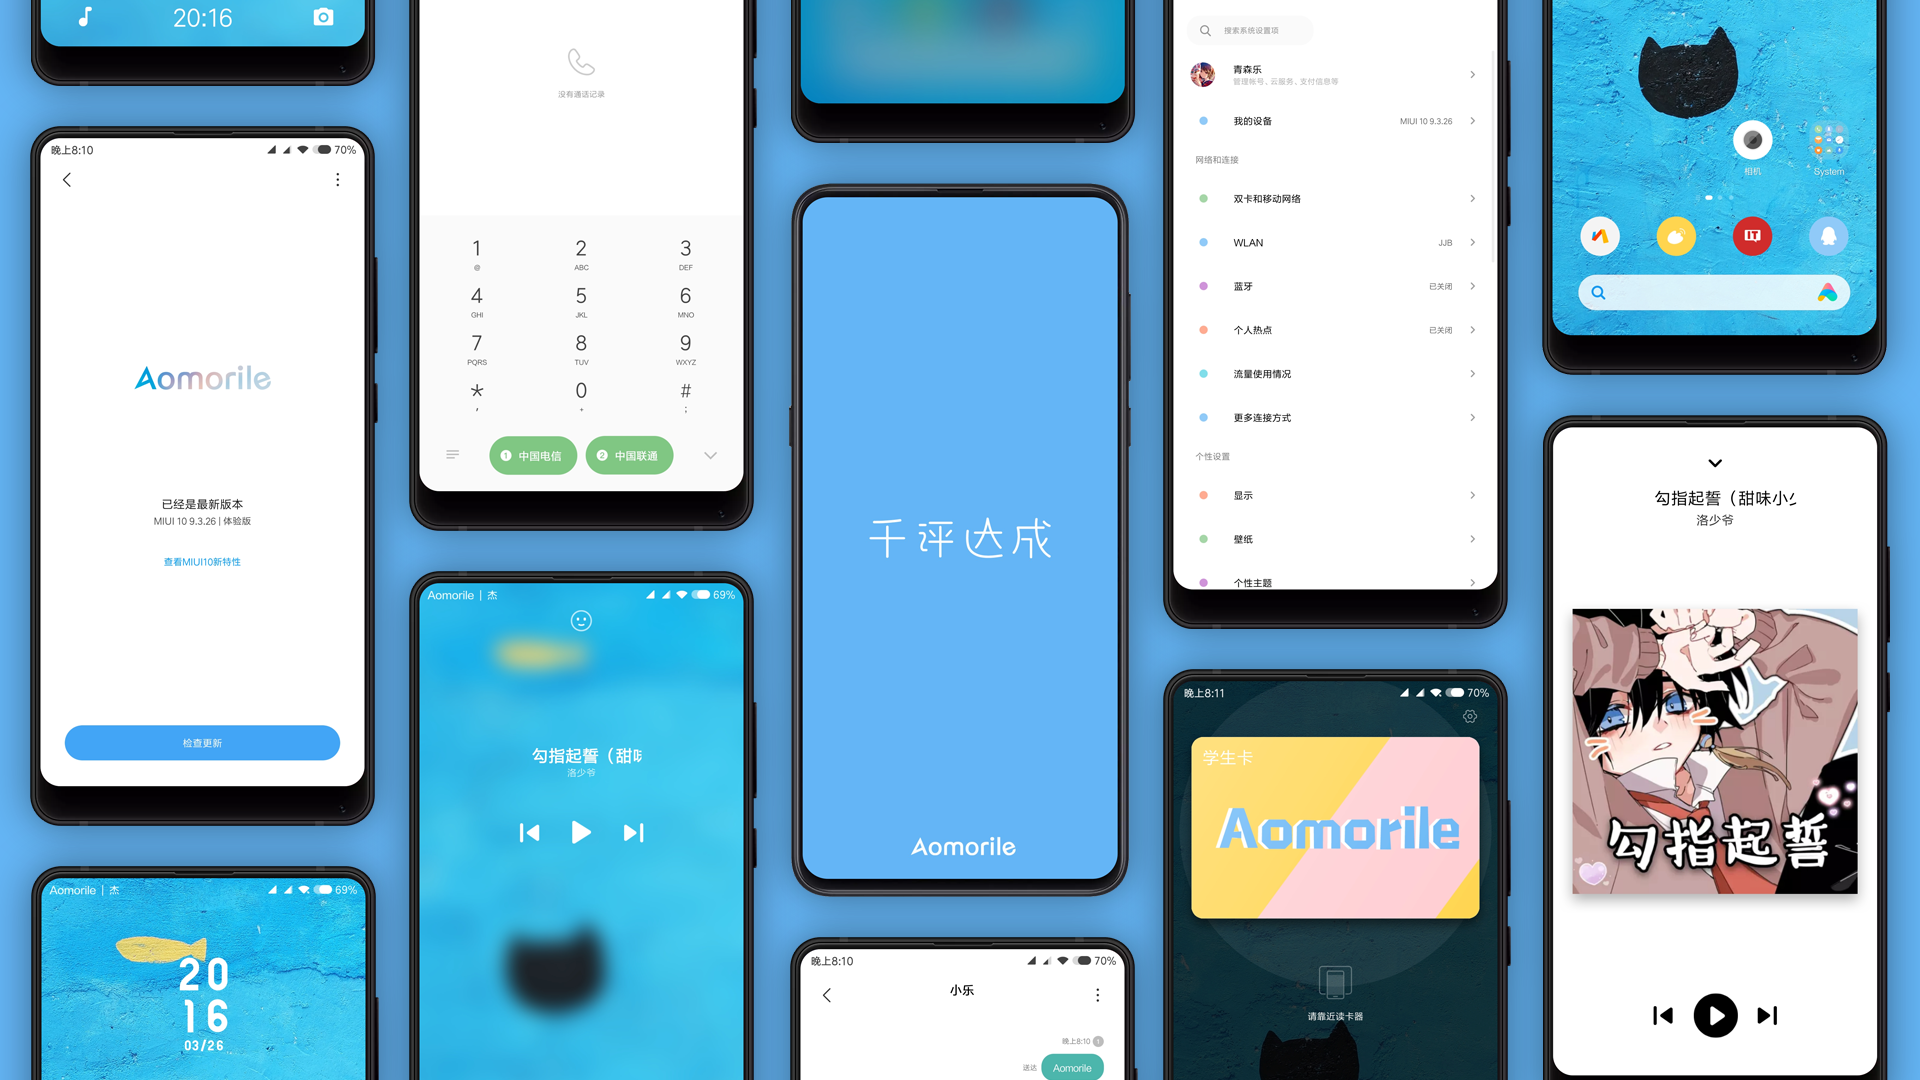 20:16
晚上8:10
70%
Aomorile
已经是最新版本
MIUI 10 9.3.26 | 体验版
查看MIUI10新特性
检查更新
Aomorile | 杰
69%
20
16
03/26
没有通话记录
1
@
2
ABC
3
DEF
4
GHI
5
JKL
6
MNO
7
PQRS
8
TUV
9
WXYZ
*
,
0
+
#
;
1 中国电信
2 中国联通
Aomorile | 杰
69%
勾指起誓（甜味
洛少爷
千评达成
Aomorile
晚上8:10
70%
小乐
晚上8:10 1
送达
Aomorile
搜索系统设置项
青森乐
管理帐号、云服务、支付信息等
我的设备
MIUI 10 9.3.26
网络和连接
双卡和移动网络
WLAN
JJB
蓝牙
已关闭
个人热点
已关闭
流量使用情况
更多连接方式
个性设置
显示
壁纸
个性主题
晚上8:11
70%
学生卡
Aomorile
请靠近读卡器
相机
System
IT
勾指起誓（甜味小少
洛少爷
勾指起誓